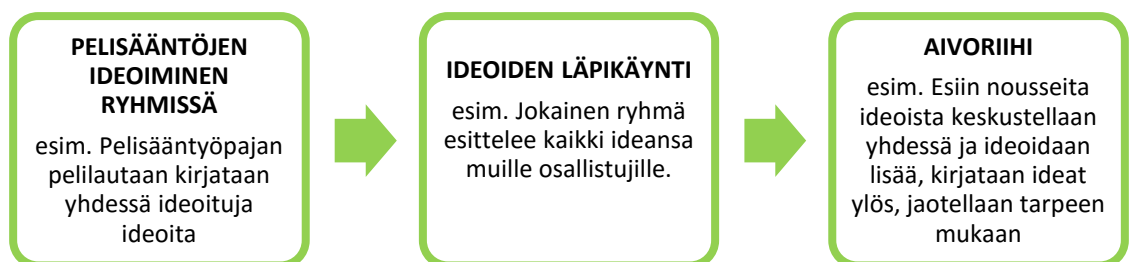 PELISÄÄNTÖJEN
IDEOIMINEN
RYHMISSÄ
esim. Pelisääntyöpajan
pelilautaan kirjataan
yhdessä ideoituja
ideoita
IDEOIDEN LÄPIKÄYNTI
esim. Jokainen ryhmä
esittelee kaikki ideansa
muille osallistujille.
AIVORIIHI
esim. Esiin nousseita
ideoista keskustellaan
yhdessä ja ideoidaan
lisää, kirjataan ideat
ylös, jaotellaan tarpeen
mukaan